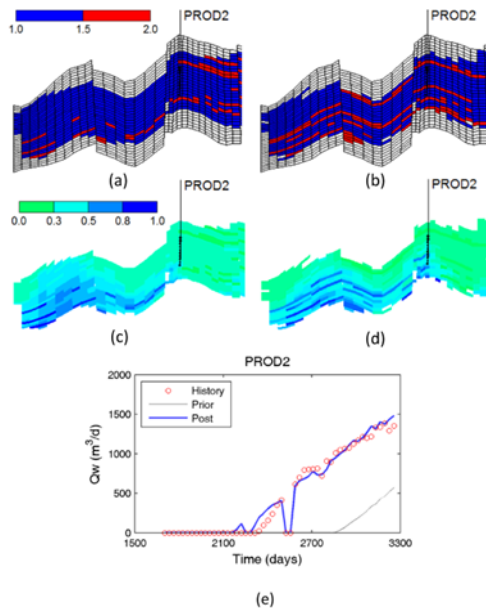 PROD2
PROD2
1.0 1.5 2.0
(a)
(b)
PROD2
PROD2
0.0 0.3 0.5 0.8 1.0
(c)
(d)
PROD2
History
Prior
Post
Qw (m³/d)
2000
1500
1000
500
0
1500 2100 2700 3300
Time (days)
(e)